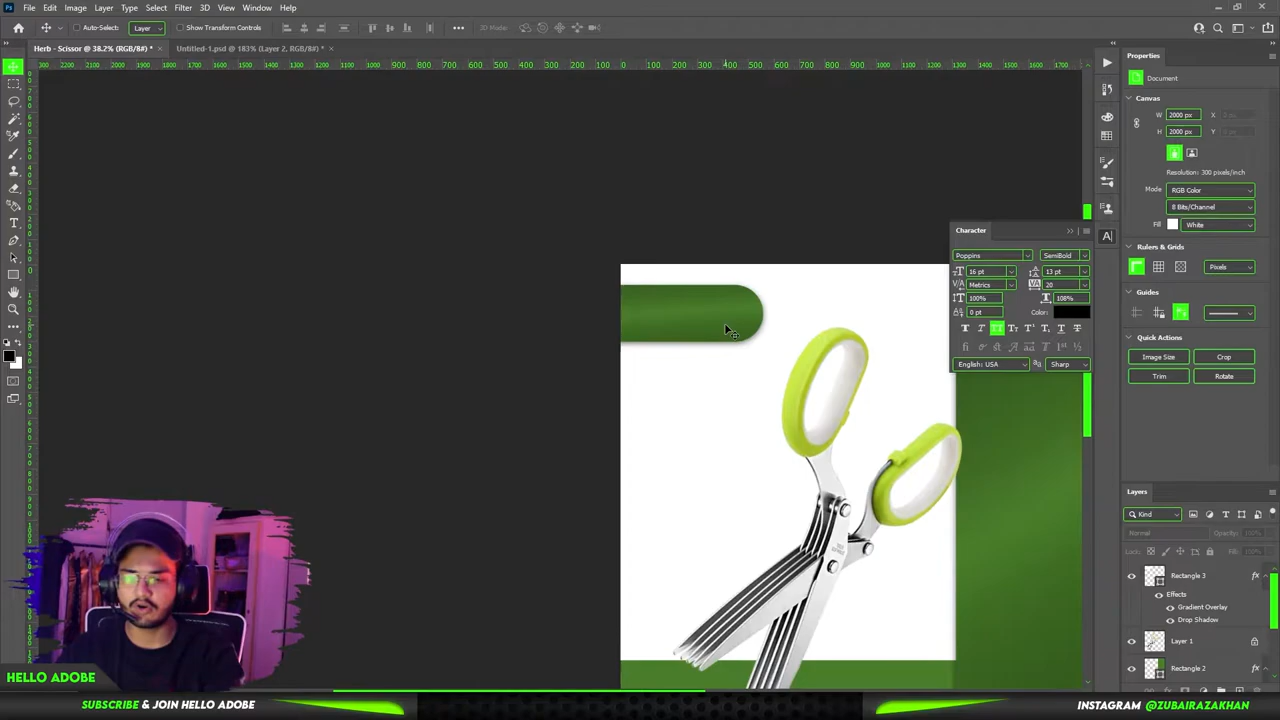 File Edit Image Layer Type Select Filter 3D View Window Help
Auto-Select: Layer Show Transform Controls 3D Mode:
Herb - Scissor @ 38.2% (RGB/8#) * Untitled-1.psd @ 183% (Layer 2, RGB/8#) *
Properties
Document
Canvas
W 2000 px X
H 2000 px Y
Resolution: 300 pixels/inch
Mode RGB Color
8 Bits/Channel
Fill White
Rulers & Grids
Pixels
Guides
Quick Actions
Image Size Crop
Trim Rotate
Character
Poppins SemiBold
16 pt 13 pt
Metrics 20
100% 108%
0 pt Color:
English: USA Sharp
Layers
Kind
Normal Opacity: 100%
Lock: Fill: 100%
Rectangle 3 fx
Effects
Gradient Overlay
Drop Shadow
Layer 1
Rectangle 2 fx
HELLO ADOBE
SUBSCRIBE & JOIN HELLO ADOBE
INSTAGRAM @ZUBAIRAZAKHAN